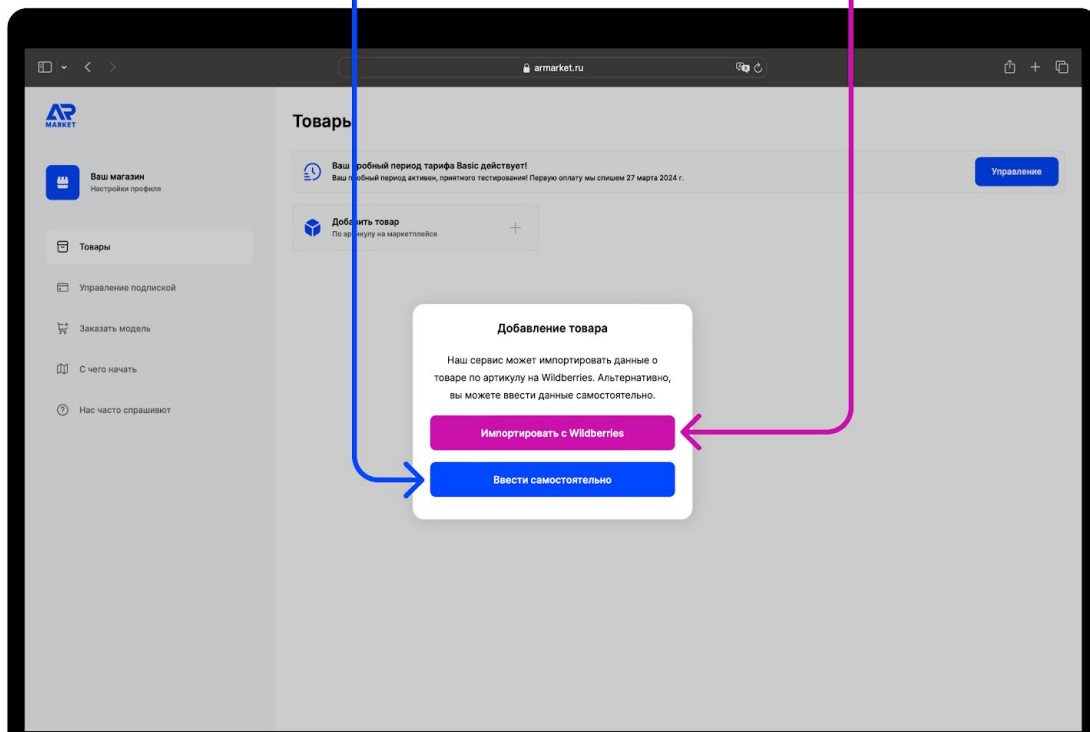 armarket.ru
AR
MARKET
Товары
Ваш магазин
Настройки профиля
Ваш пробный период тарифа Basic действует!
Ваш пробный период активен, приятного тестирования! Первую оплату мы спишем 27 марта 2024 г.
Управление
Добавить товар
По артикулу на маркетплейсе
Товары
Управление подпиской
Заказать модель
С чего начать
Нас часто спрашивют
Добавление товара
Наш сервис может импортировать данные о
товаре по артикулу на Wildberries. Альтернативно,
вы можете ввести данные самостоятельно.
Импортировать с Wildberries
Ввести самостоятельно